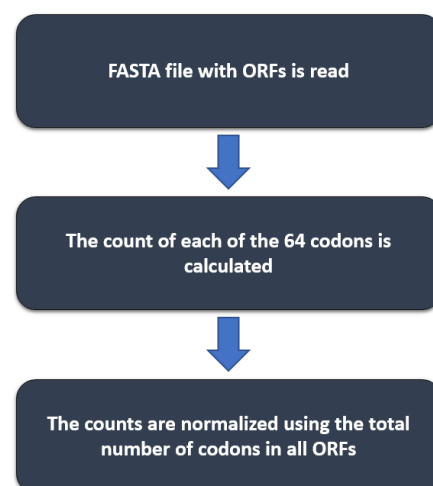 FASTA file with ORFs is read
The count of each of the 64 codons is
calculated
The counts are normalized using the total
number of codons in all ORFs